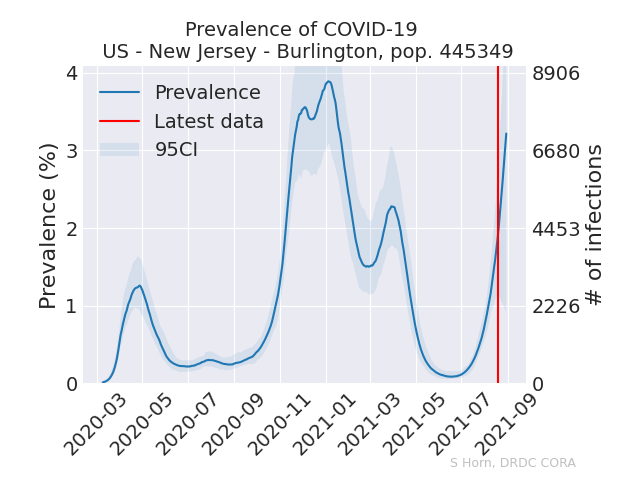 Prevalence of COVID-19
US - New Jersey - Burlington, pop. 445349
Prevalence
Latest data
95CI
Prevalence (%)
4
3
2
1
0
8906
6680
4453
2226
0
# of infections
2020-03
2020-05
2020-07
2020-09
2020-11
2021-01
2021-03
2021-05
2021-07
2021-09
S Horn, DRDC CORA